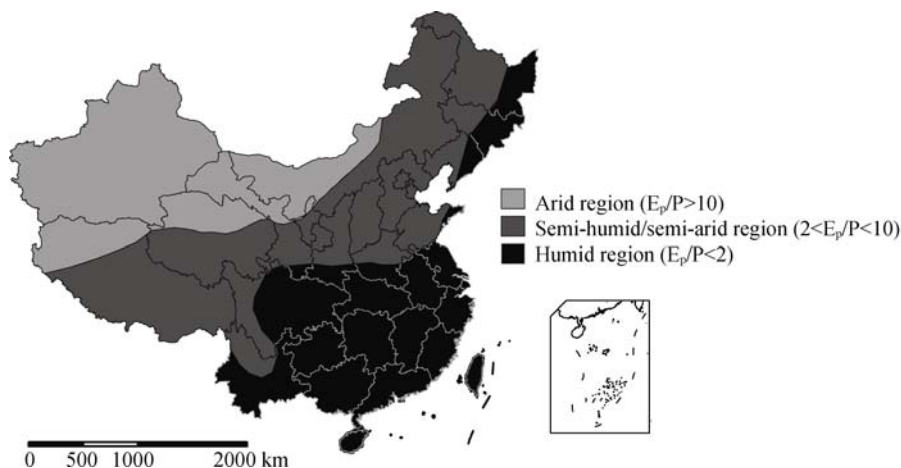 Arid region (Ep/P>10)
Semi-humid/semi-arid region (2<Ep/P<10)
Humid region (Ep/P<2)
0 500 1000 2000 km